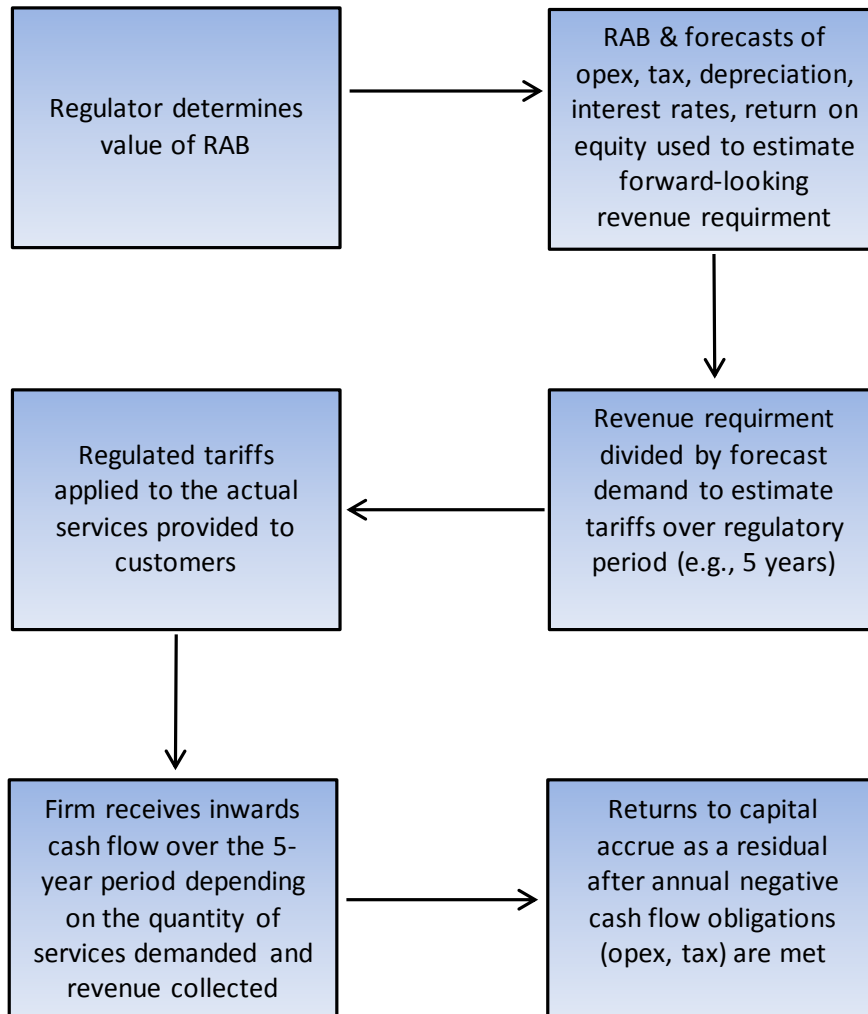 Regulator determines
value of RAB
RAB & forecasts of
opex, tax, depreciation,
interest rates, return on
equity used to estimate
forward-looking
revenue requirment
Revenue requirment
divided by forecast
demand to estimate
tariffs over regulatory
period (e.g., 5 years)
Regulated tariffs
applied to the actual
services provided to
customers
Firm receives inwards
cash flow over the 5-
year period depending
on the quantity of
services demanded and
revenue collected
Returns to capital
accrue as a residual
after annual negative
cash flow obligations
(opex, tax) are met